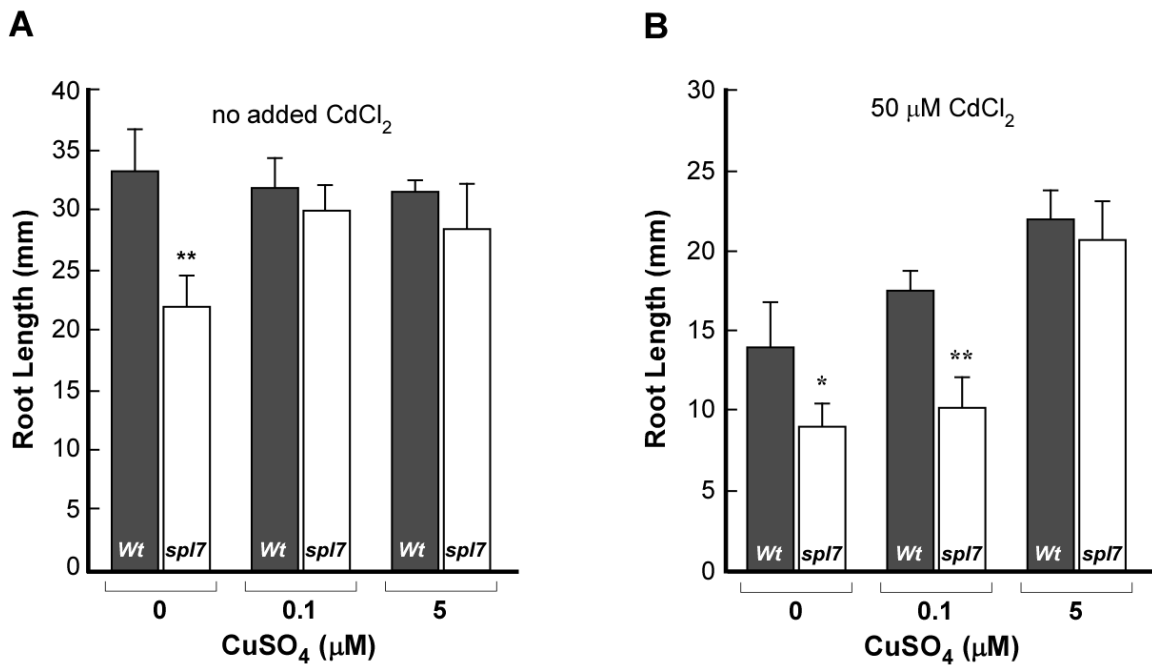 A
no added CdCl2
Root Length (mm)
40
35
30
25
20
15
10
5
0
**
Wt spl7 Wt spl7 Wt spl7
0 0.1 5
CuSO4 (μM)
B
50 μM CdCl2
Root Length (mm)
30
25
20
15
10
5
0
*
**
Wt spl7 Wt spl7 Wt spl7
0 0.1 5
CuSO4 (μM)